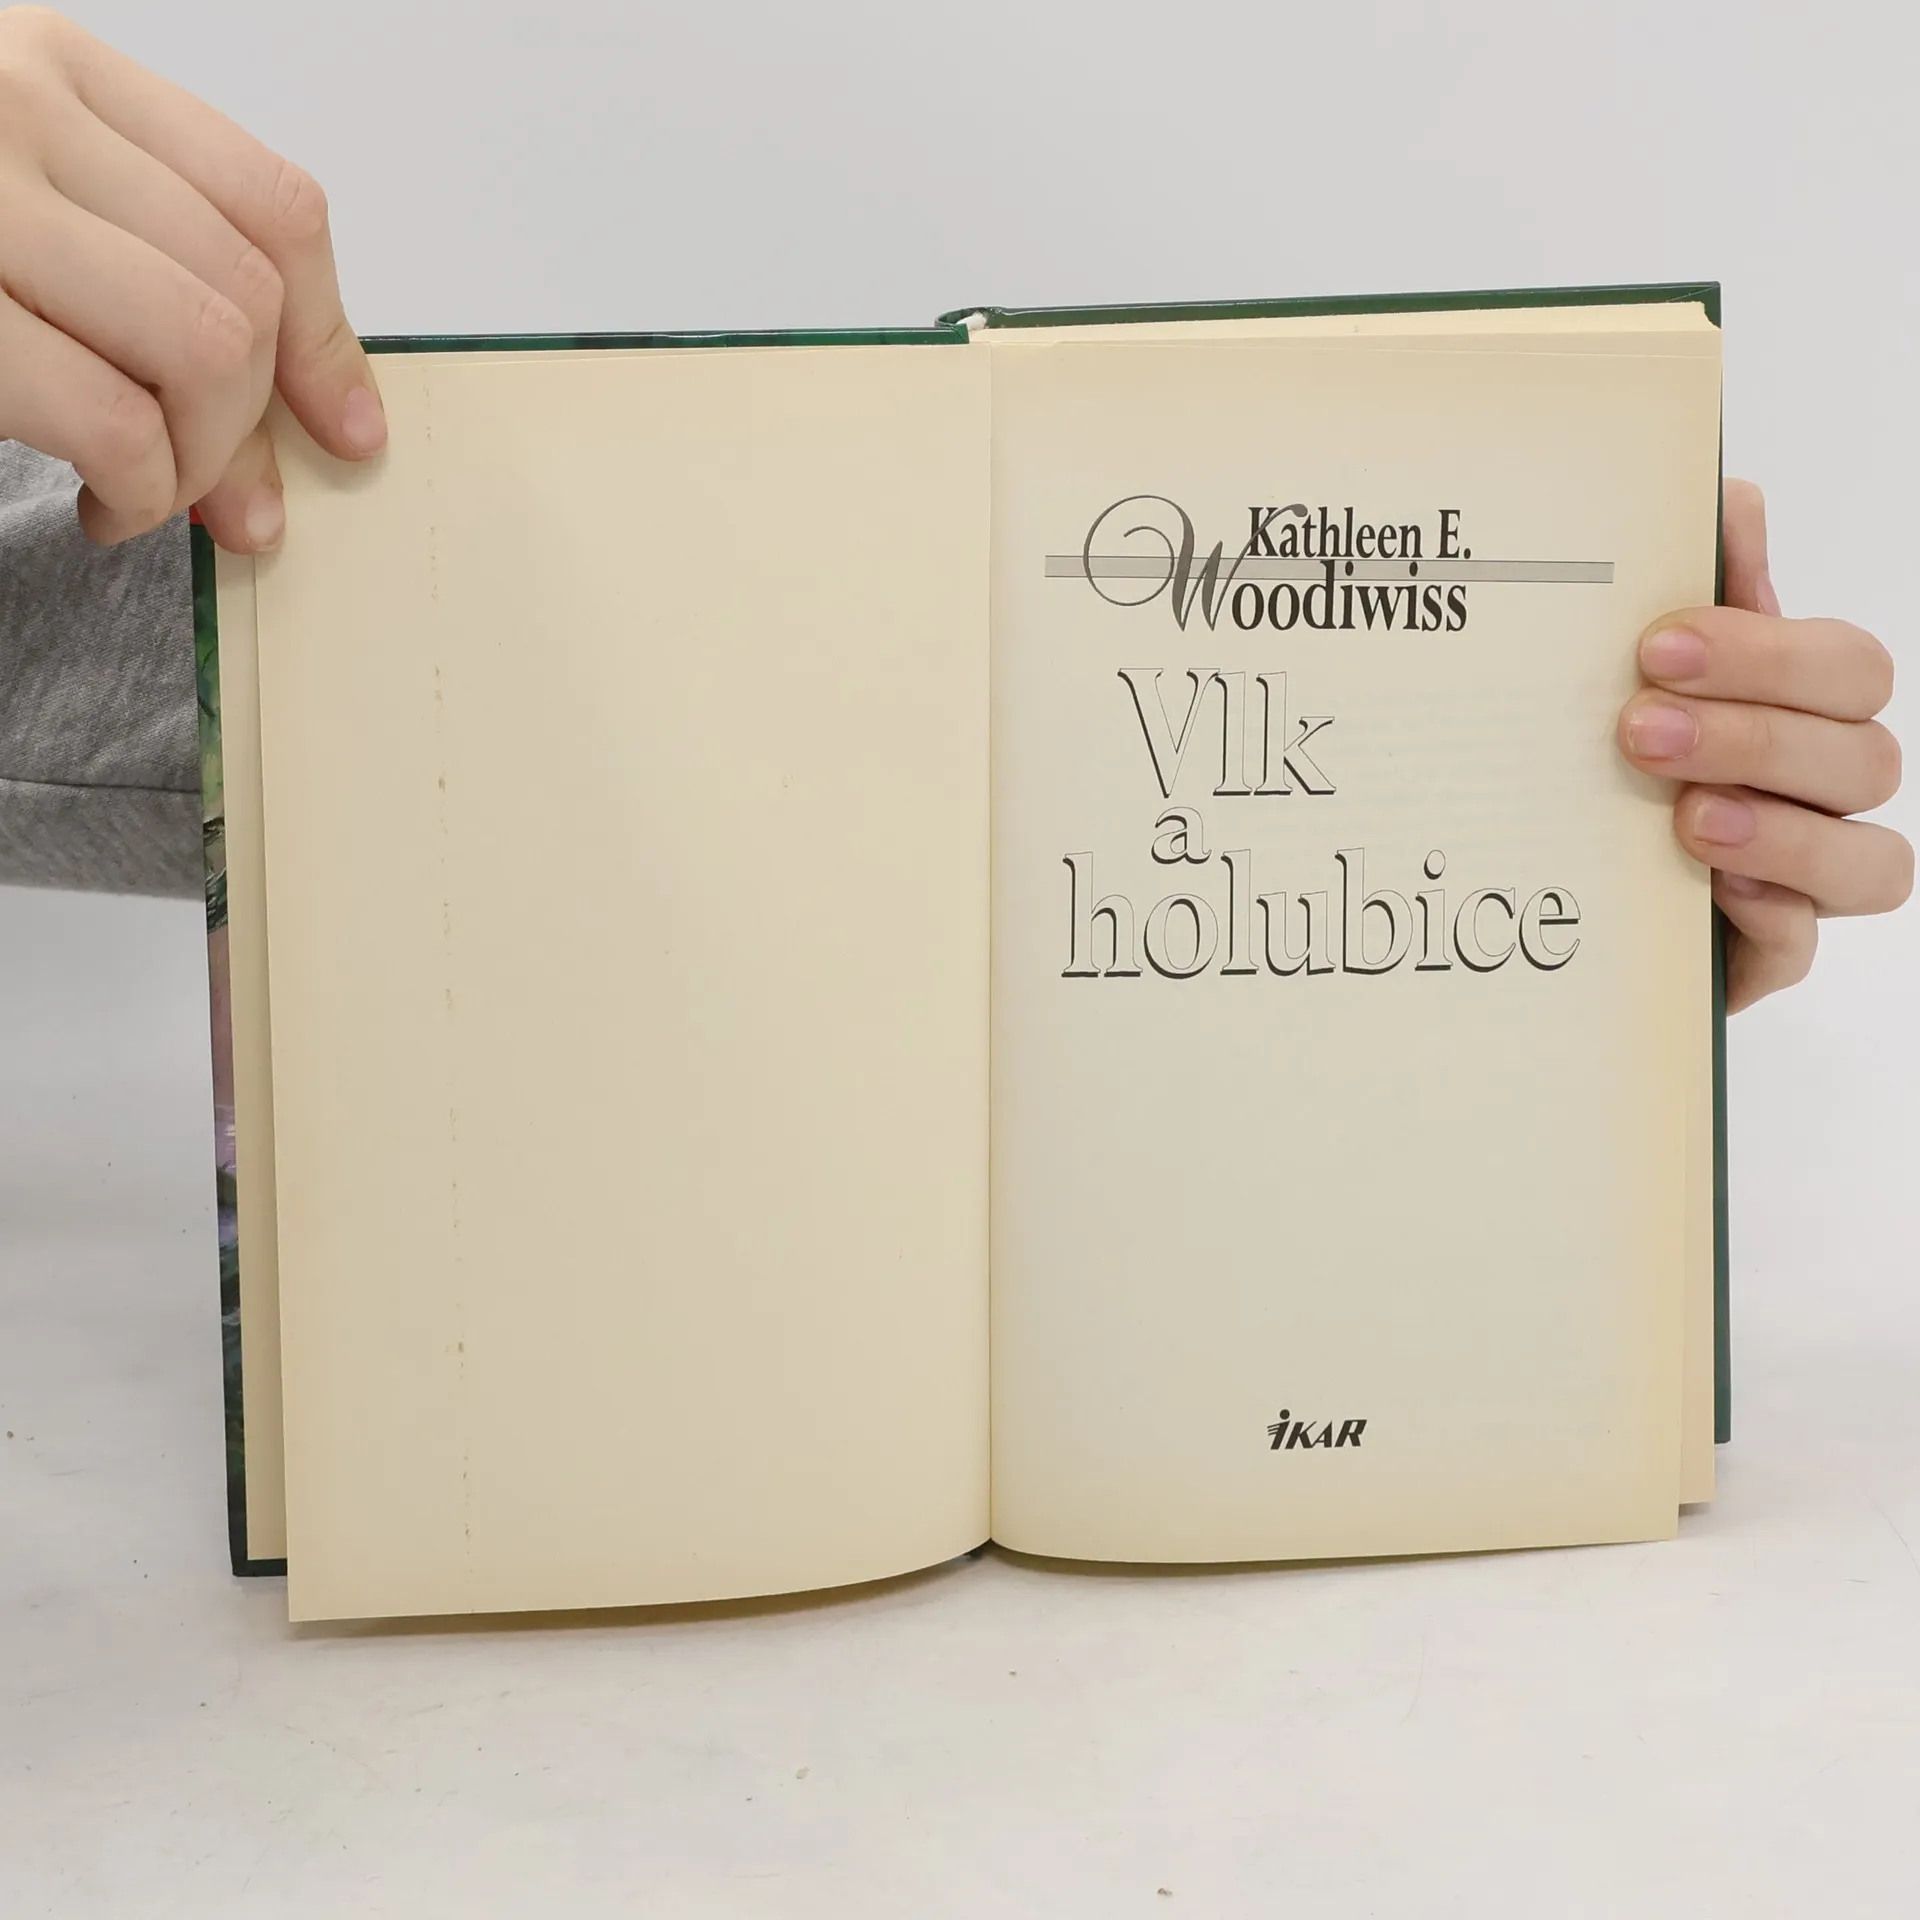 Kathleen E.
Woodiwiss
Vlk
a
holubice
IKAR